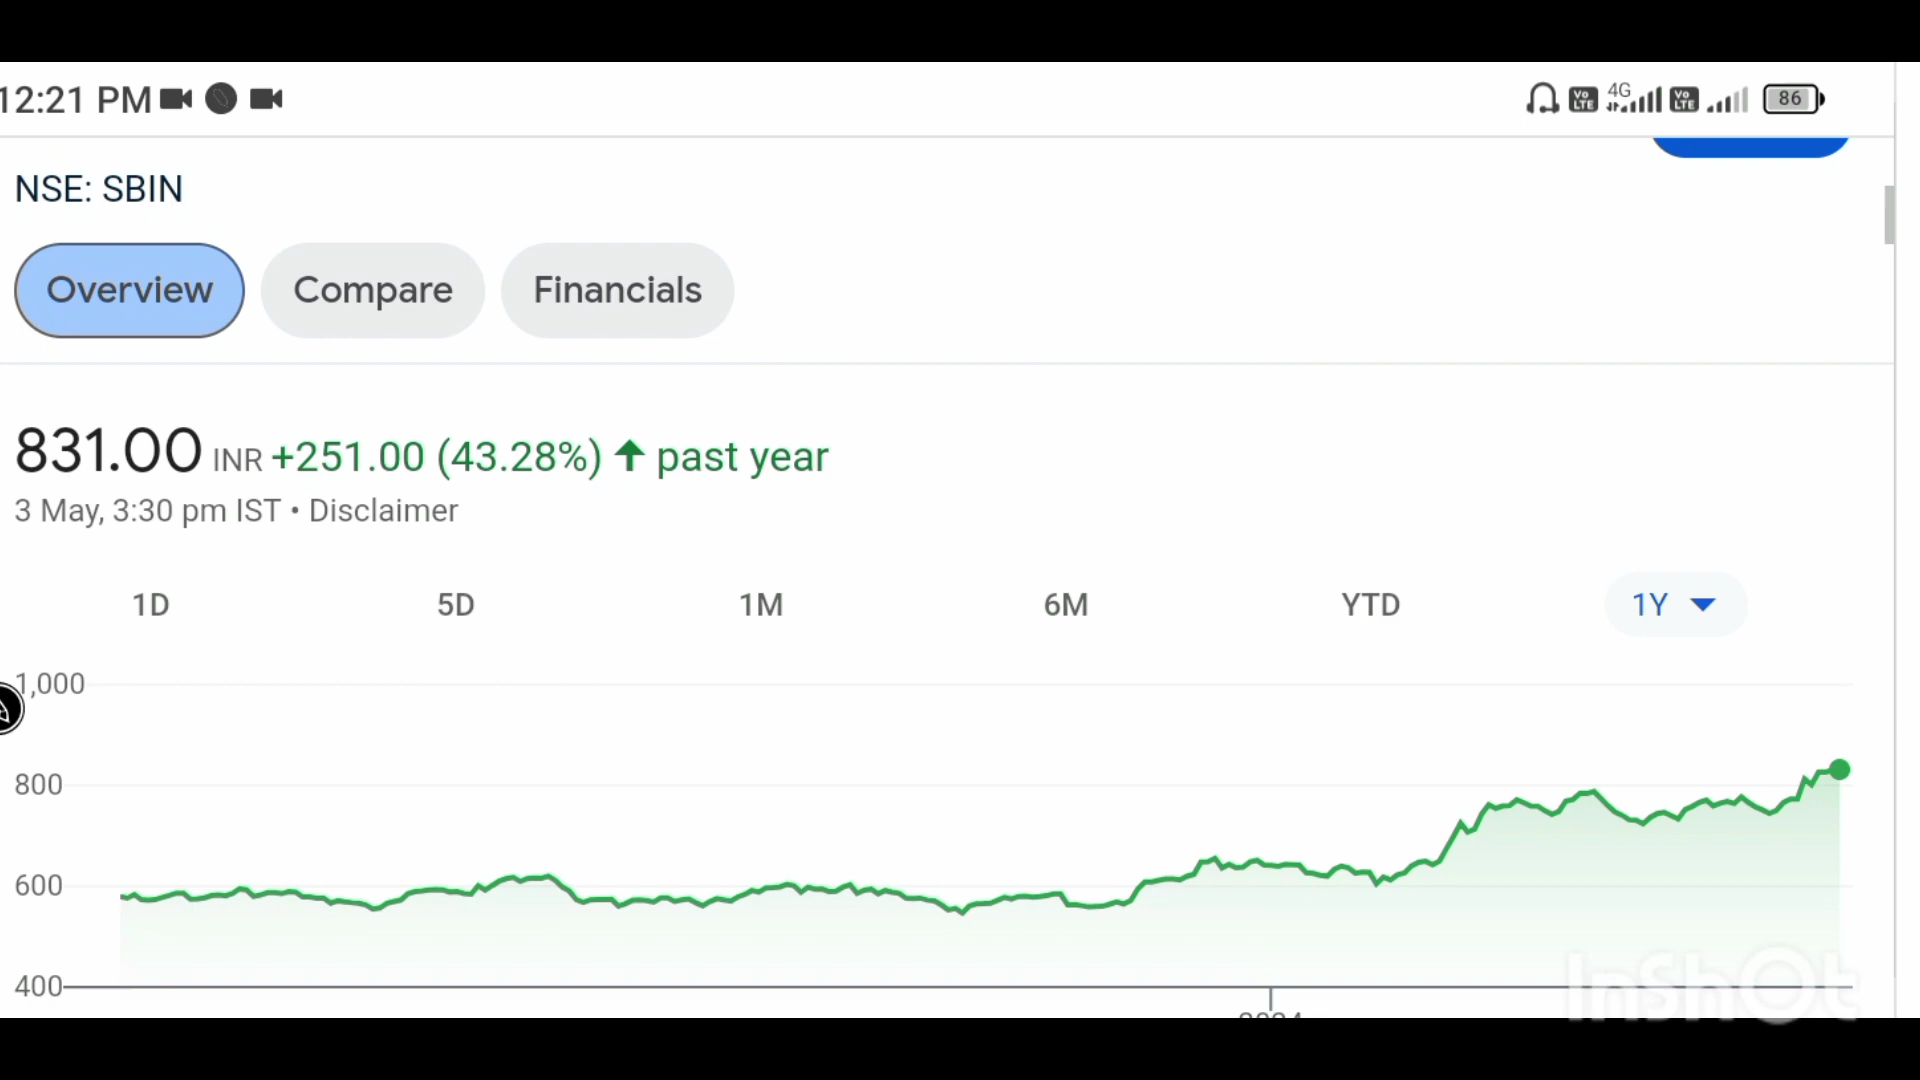 12:21 PM 4G 86
NSE: SBIN
Overview Compare Financials
831.00 INR +251.00 (43.28%) past year
3 May, 3:30 pm IST • Disclaimer
1D 5D 1M 6M YTD 1Y
1,000
800
600
400
InShOt